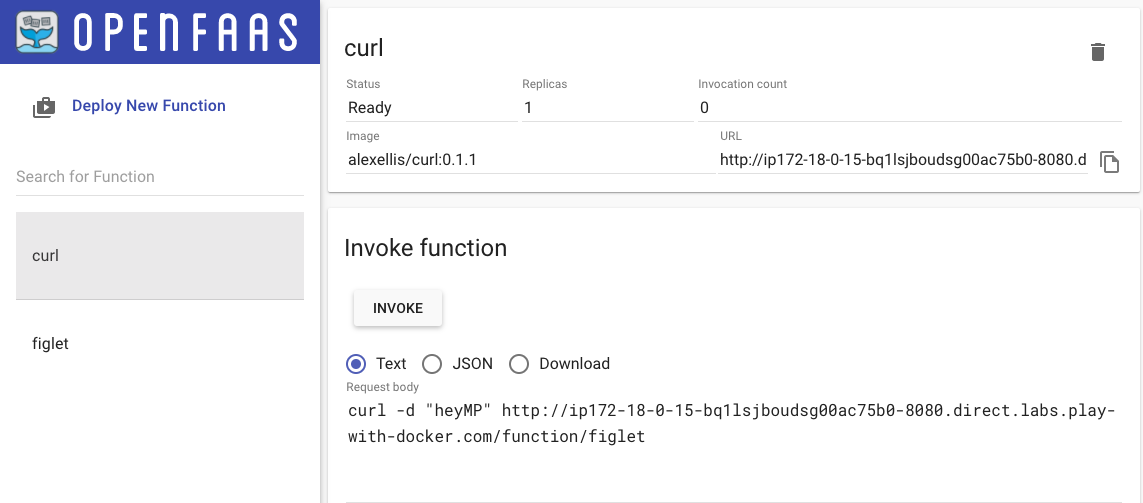 OPENFAAS
Deploy New Function
Search for Function
curl
figlet
curl
Status Replicas Invocation count
Ready 1 0
Image URL
alexellis/curl:0.1.1 http://ip172-18-0-15-bq1lsjboudsg00ac75b0-8080.d
Invoke function
INVOKE
Text JSON Download
Request body
curl -d "heyMP" http://ip172-18-0-15-bq1lsjboudsg00ac75b0-8080.direct.labs.play-
with-docker.com/function/figlet